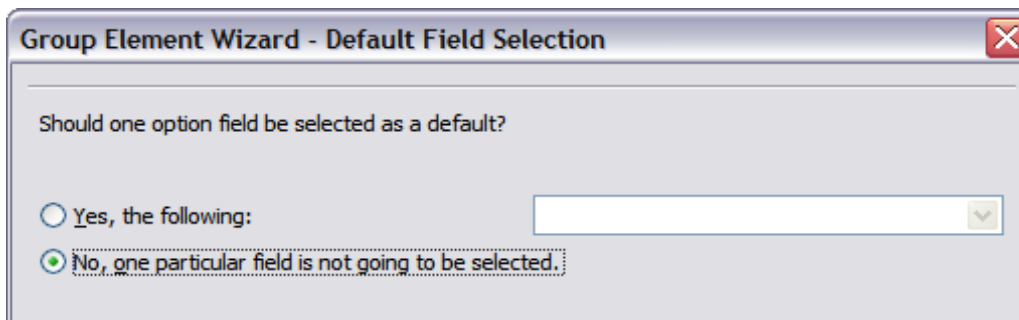 Group Element Wizard - Default Field Selection
Should one option field be selected as a default?
Yes, the following:
No, one particular field is not going to be selected.